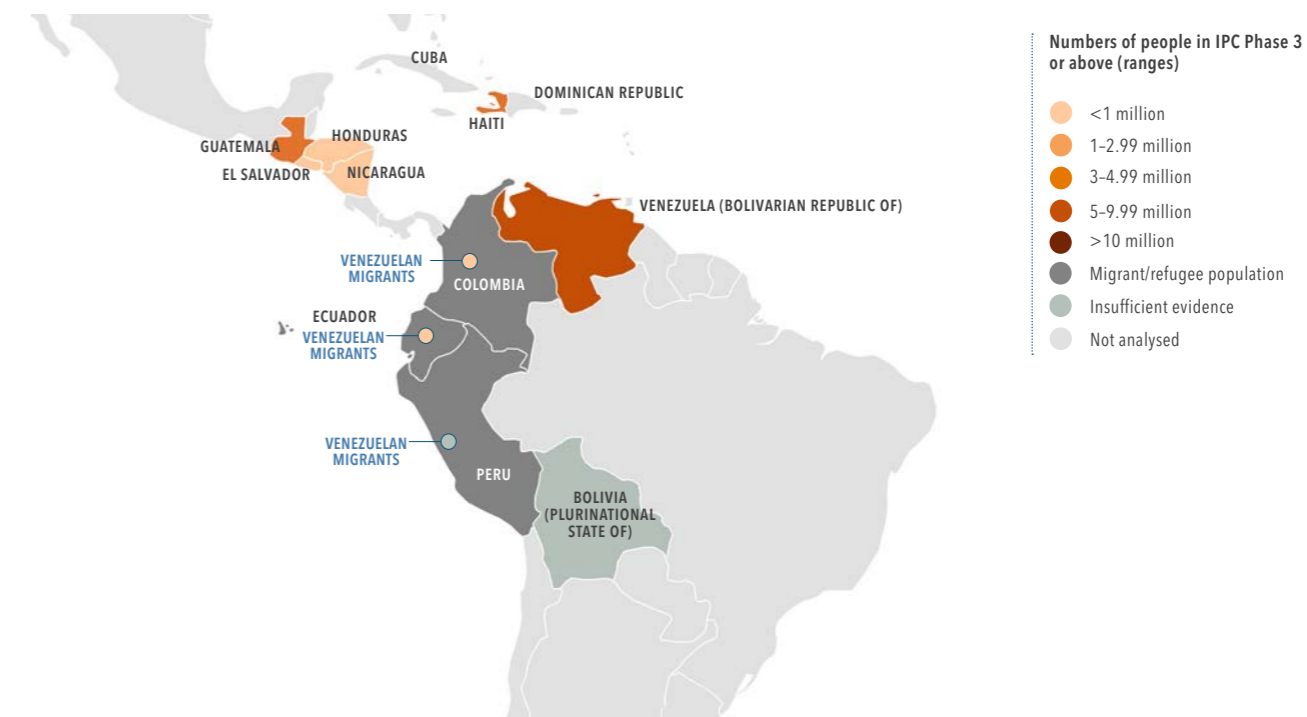 CUBA
DOMINICAN REPUBLIC
HAITI
GUATEMALA
HONDURAS
EL SALVADOR
NICARAGUA
VENEZUELA (BOLIVARIAN REPUBLIC OF)
VENEZUELAN
MIGRANTS
COLOMBIA
ECUADOR
VENEZUELAN
MIGRANTS
VENEZUELAN
MIGRANTS
PERU
BOLIVIA
(PLURINATIONAL
STATE OF)
Numbers of people in IPC Phase 3
or above (ranges)
<1 million
1–2.99 million
3–4.99 million
5–9.99 million
>10 million
Migrant/refugee population
Insufficient evidence
Not analysed